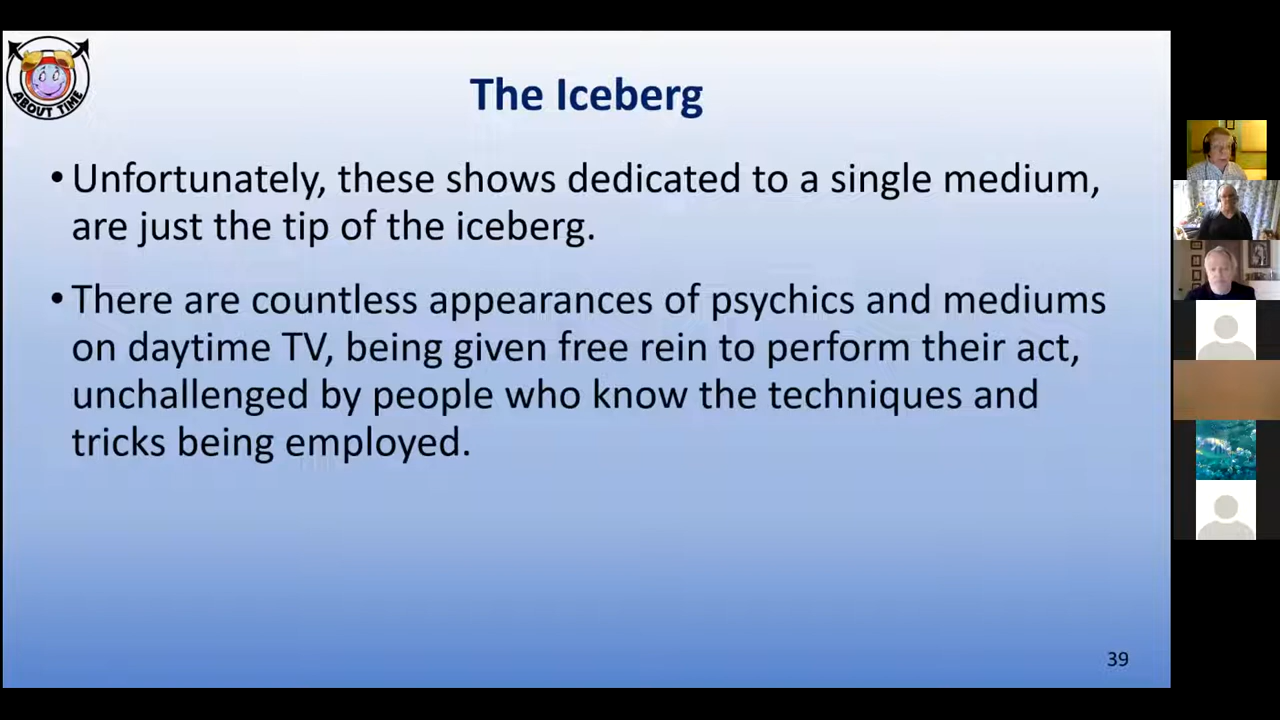 ABOUT TIME
The Iceberg
• Unfortunately, these shows dedicated to a single medium,
are just the tip of the iceberg.
• There are countless appearances of psychics and mediums
on daytime TV, being given free rein to perform their act,
unchallenged by people who know the techniques and
tricks being employed.
39